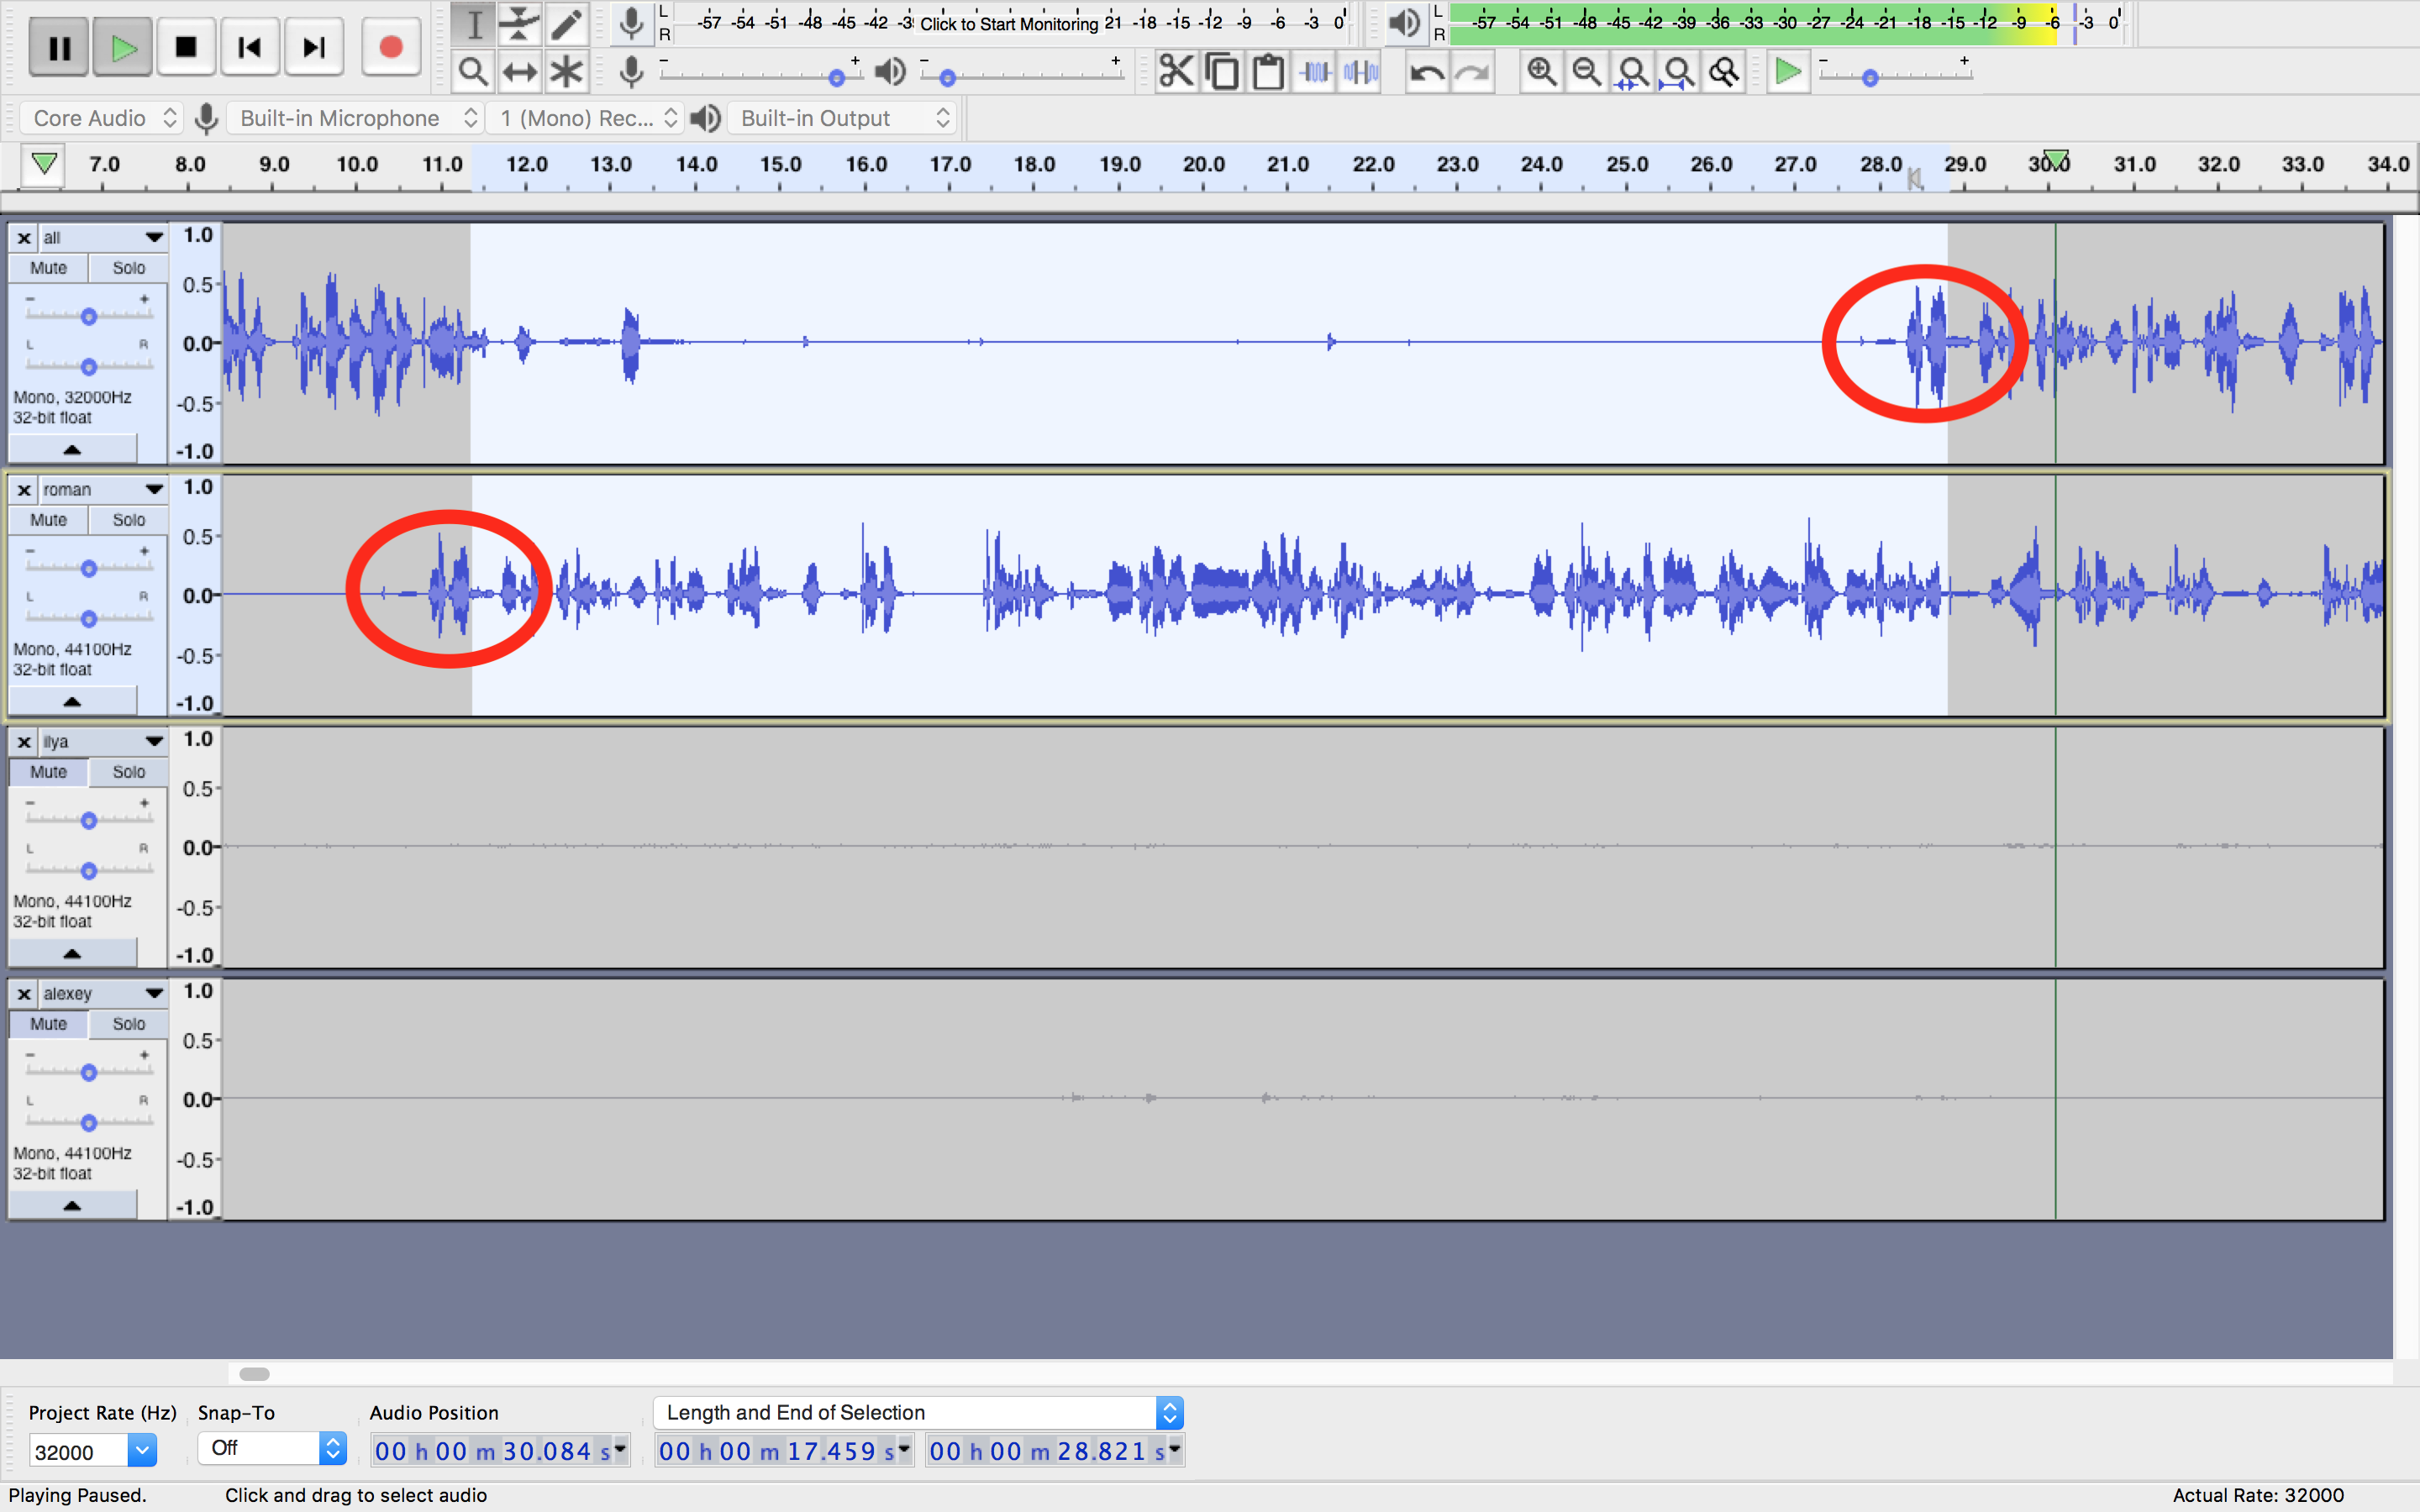 L -57 -54 -51 -48 -45 -42 Click to Start Monitoring 21 -18 -15 -12 -9 -6 -3 0
R
L -57 -54 -51 -48 -45 -42 -39 -36 -33 -30 -27 -24 -21 -18 -15 -12 -9 -6 -3 0
R
- + - + - +
Core Audio Built-in Microphone 1 (Mono) Rec... Built-in Output
7.0 8.0 9.0 10.0 11.0 12.0 13.0 14.0 15.0 16.0 17.0 18.0 19.0 20.0 21.0 22.0 23.0 24.0 25.0 26.0 27.0 28.0 29.0 30.0 31.0 32.0 33.0 34.0
x all 1.0
Mute Solo
- + 0.5
L R 0.0
Mono, 32000Hz
32-bit float -0.5
-1.0
x roman 1.0
Mute Solo
- + 0.5
L R 0.0
Mono, 44100Hz
32-bit float -0.5
-1.0
x ilya 1.0
Mute Solo
- + 0.5
L R 0.0
Mono, 44100Hz
32-bit float -0.5
-1.0
x alexey 1.0
Mute Solo
- + 0.5
L R 0.0
Mono, 44100Hz
32-bit float -0.5
-1.0
Project Rate (Hz) Snap-To Audio Position Length and End of Selection
32000 Off 00 h 00 m 30.084 s 00 h 00 m 17.459 s 00 h 00 m 28.821 s
Playing Paused. Click and drag to select audio Actual Rate: 32000